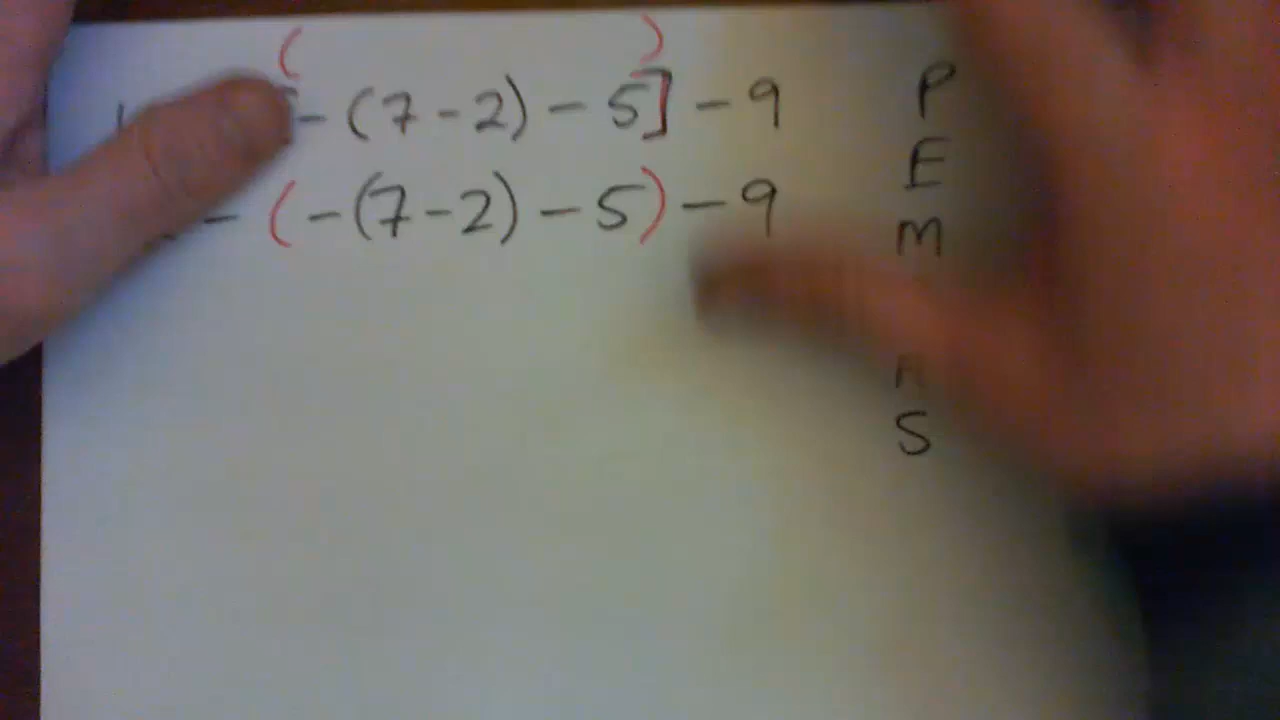 ( )
- (7 - 2) - 5] - 9
- ( - (7 - 2) - 5) - 9
P
E
M
A
S